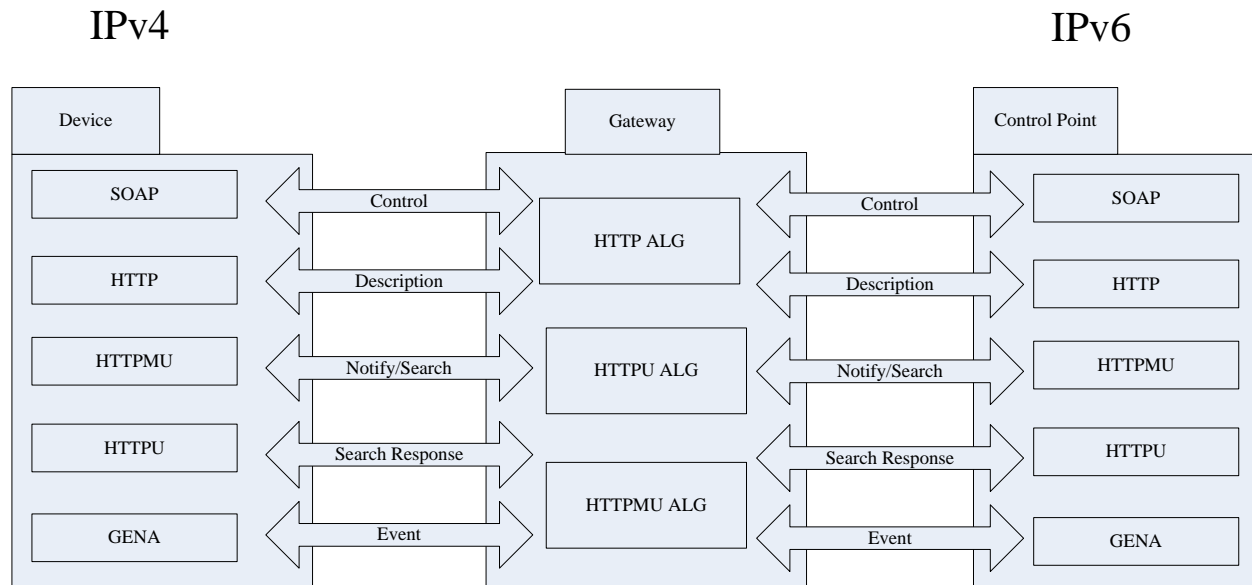 IPv4
IPv6
Device
Gateway
Control Point
SOAP
Control
HTTP ALG
Control
SOAP
HTTP
Description
Description
HTTP
HTTPMU
Notify/Search
HTTPU ALG
Notify/Search
HTTPMU
HTTPU
Search Response
Search Response
HTTPU
HTTPMU ALG
GENA
Event
Event
GENA